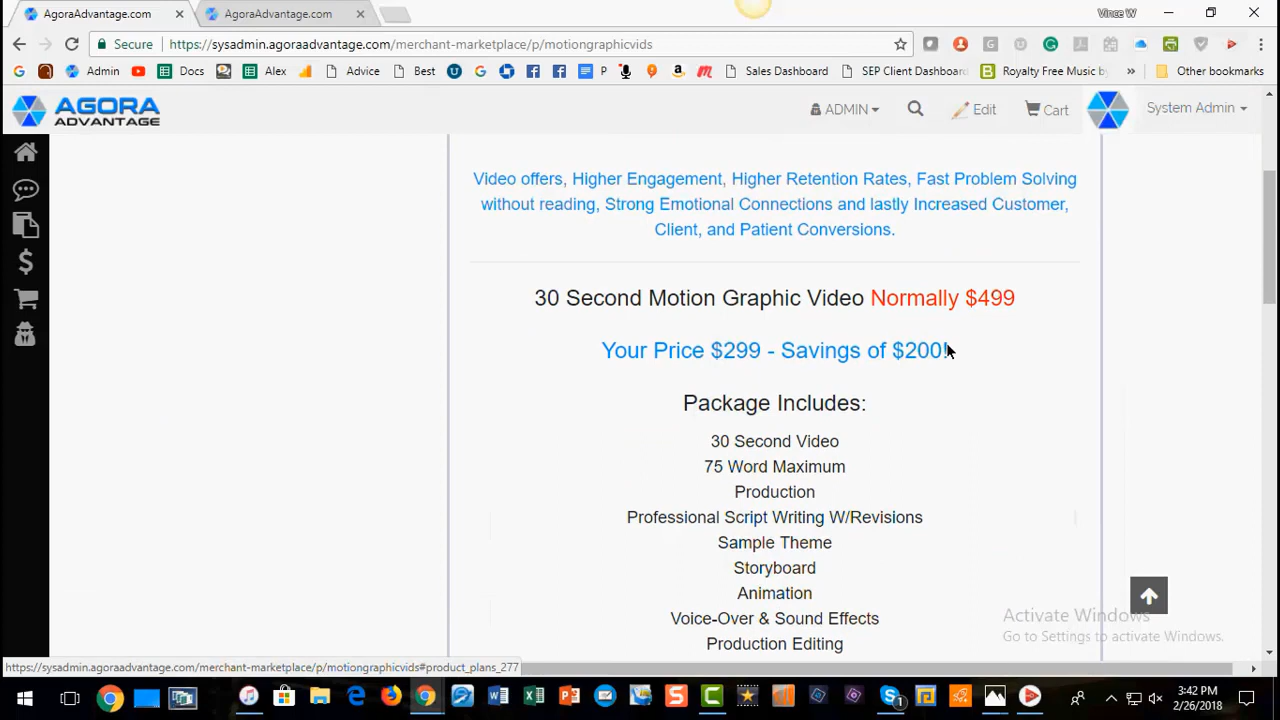 AgoraAdvantage.com
AgoraAdvantage.com
Vince W
Secure
https://sysadmin.agoraadvantage.com/merchant-marketplace/p/motiongraphicvids
Admin
Docs
Alex
Advice
Best
P
Sales Dashboard
SEP Client Dashboard
Royalty Free Music by
Other bookmarks
AGORA
ADVANTAGE
ADMIN
Edit
Cart
System Admin
Video offers, Higher Engagement, Higher Retention Rates, Fast Problem Solving
without reading, Strong Emotional Connections and lastly Increased Customer,
Client, and Patient Conversions.
30 Second Motion Graphic Video Normally $499
Your Price $299 - Savings of $200!
Package Includes:
30 Second Video
75 Word Maximum
Production
Professional Script Writing W/Revisions
Sample Theme
Storyboard
Animation
Voice-Over & Sound Effects
Production Editing
Activate Windows
Go to Settings to activate Windows.
https://sysadmin.agoraadvantage.com/merchant-marketplace/p/motiongraphicvids#product_plans_277
3:42 PM
2/26/2018